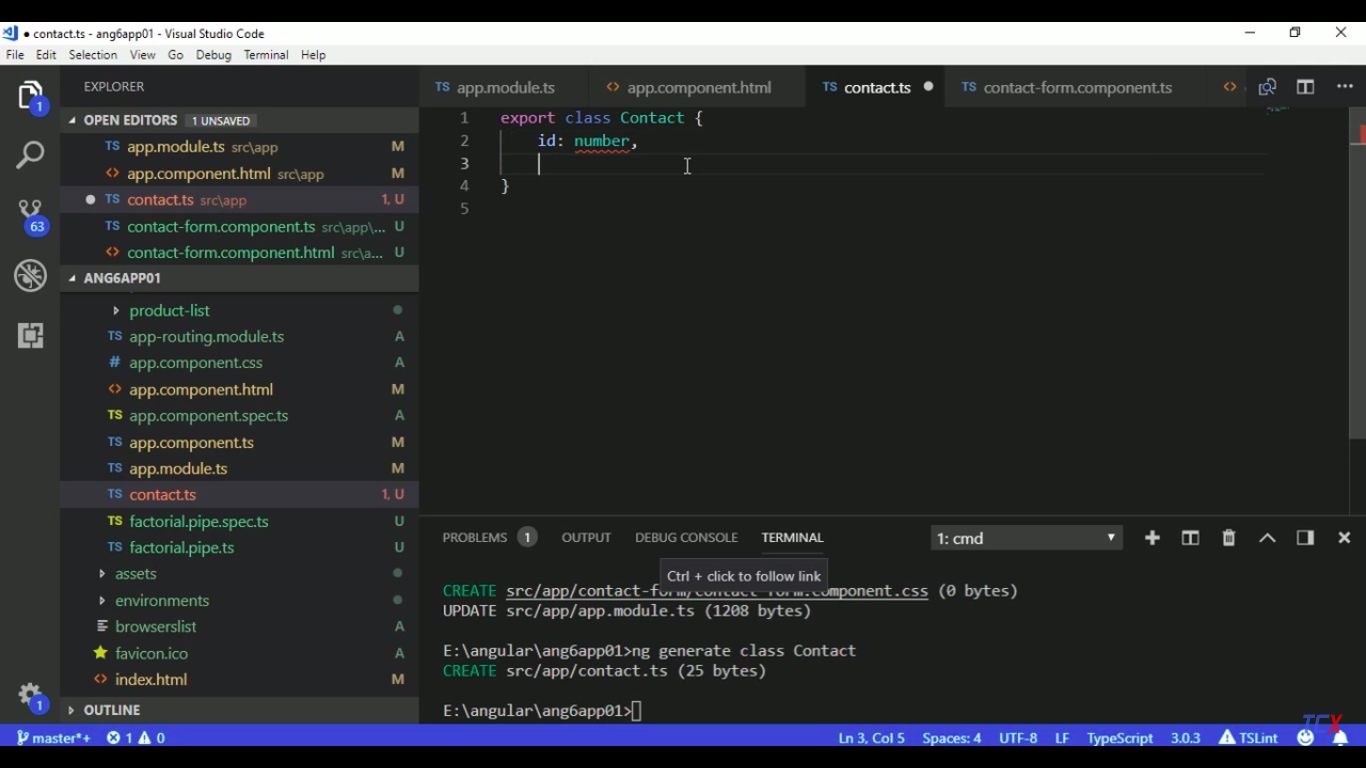 ● contact.ts - ang6app01 - Visual Studio Code
File Edit Selection View Go Debug Terminal Help
EXPLORER
OPEN EDITORS 1 UNSAVED
TS app.module.ts src\app M
<> app.component.html src\app M
● TS contact.ts src\app 1, U
TS contact-form.component.ts src\app\... U
<> contact-form.component.html src\a... U
ANG6APP01
product-list
TS app-routing.module.ts A
# app.component.css A
<> app.component.html M
TS app.component.spec.ts A
TS app.component.ts M
TS app.module.ts M
TS contact.ts 1, U
TS factorial.pipe.spec.ts U
TS factorial.pipe.ts U
assets
environments
browserslist A
favicon.ico A
<> index.html M
OUTLINE
1
63
1
TS app.module.ts <> app.component.html TS contact.ts ● TS contact-form.component.ts <>
1 export class Contact {
2 id: number,
3
4 }
5
PROBLEMS 1 OUTPUT DEBUG CONSOLE TERMINAL 1: cmd
Ctrl + click to follow link
CREATE src/app/contact-form/contact-form.component.css (0 bytes)
UPDATE src/app/app.module.ts (1208 bytes)
E:\angular\ang6app01>ng generate class Contact
CREATE src/app/contact.ts (25 bytes)
E:\angular\ang6app01>
master*+ 1 0 Ln 3, Col 5 Spaces: 4 UTF-8 LF TypeScript 3.0.3 TSLint
TCX